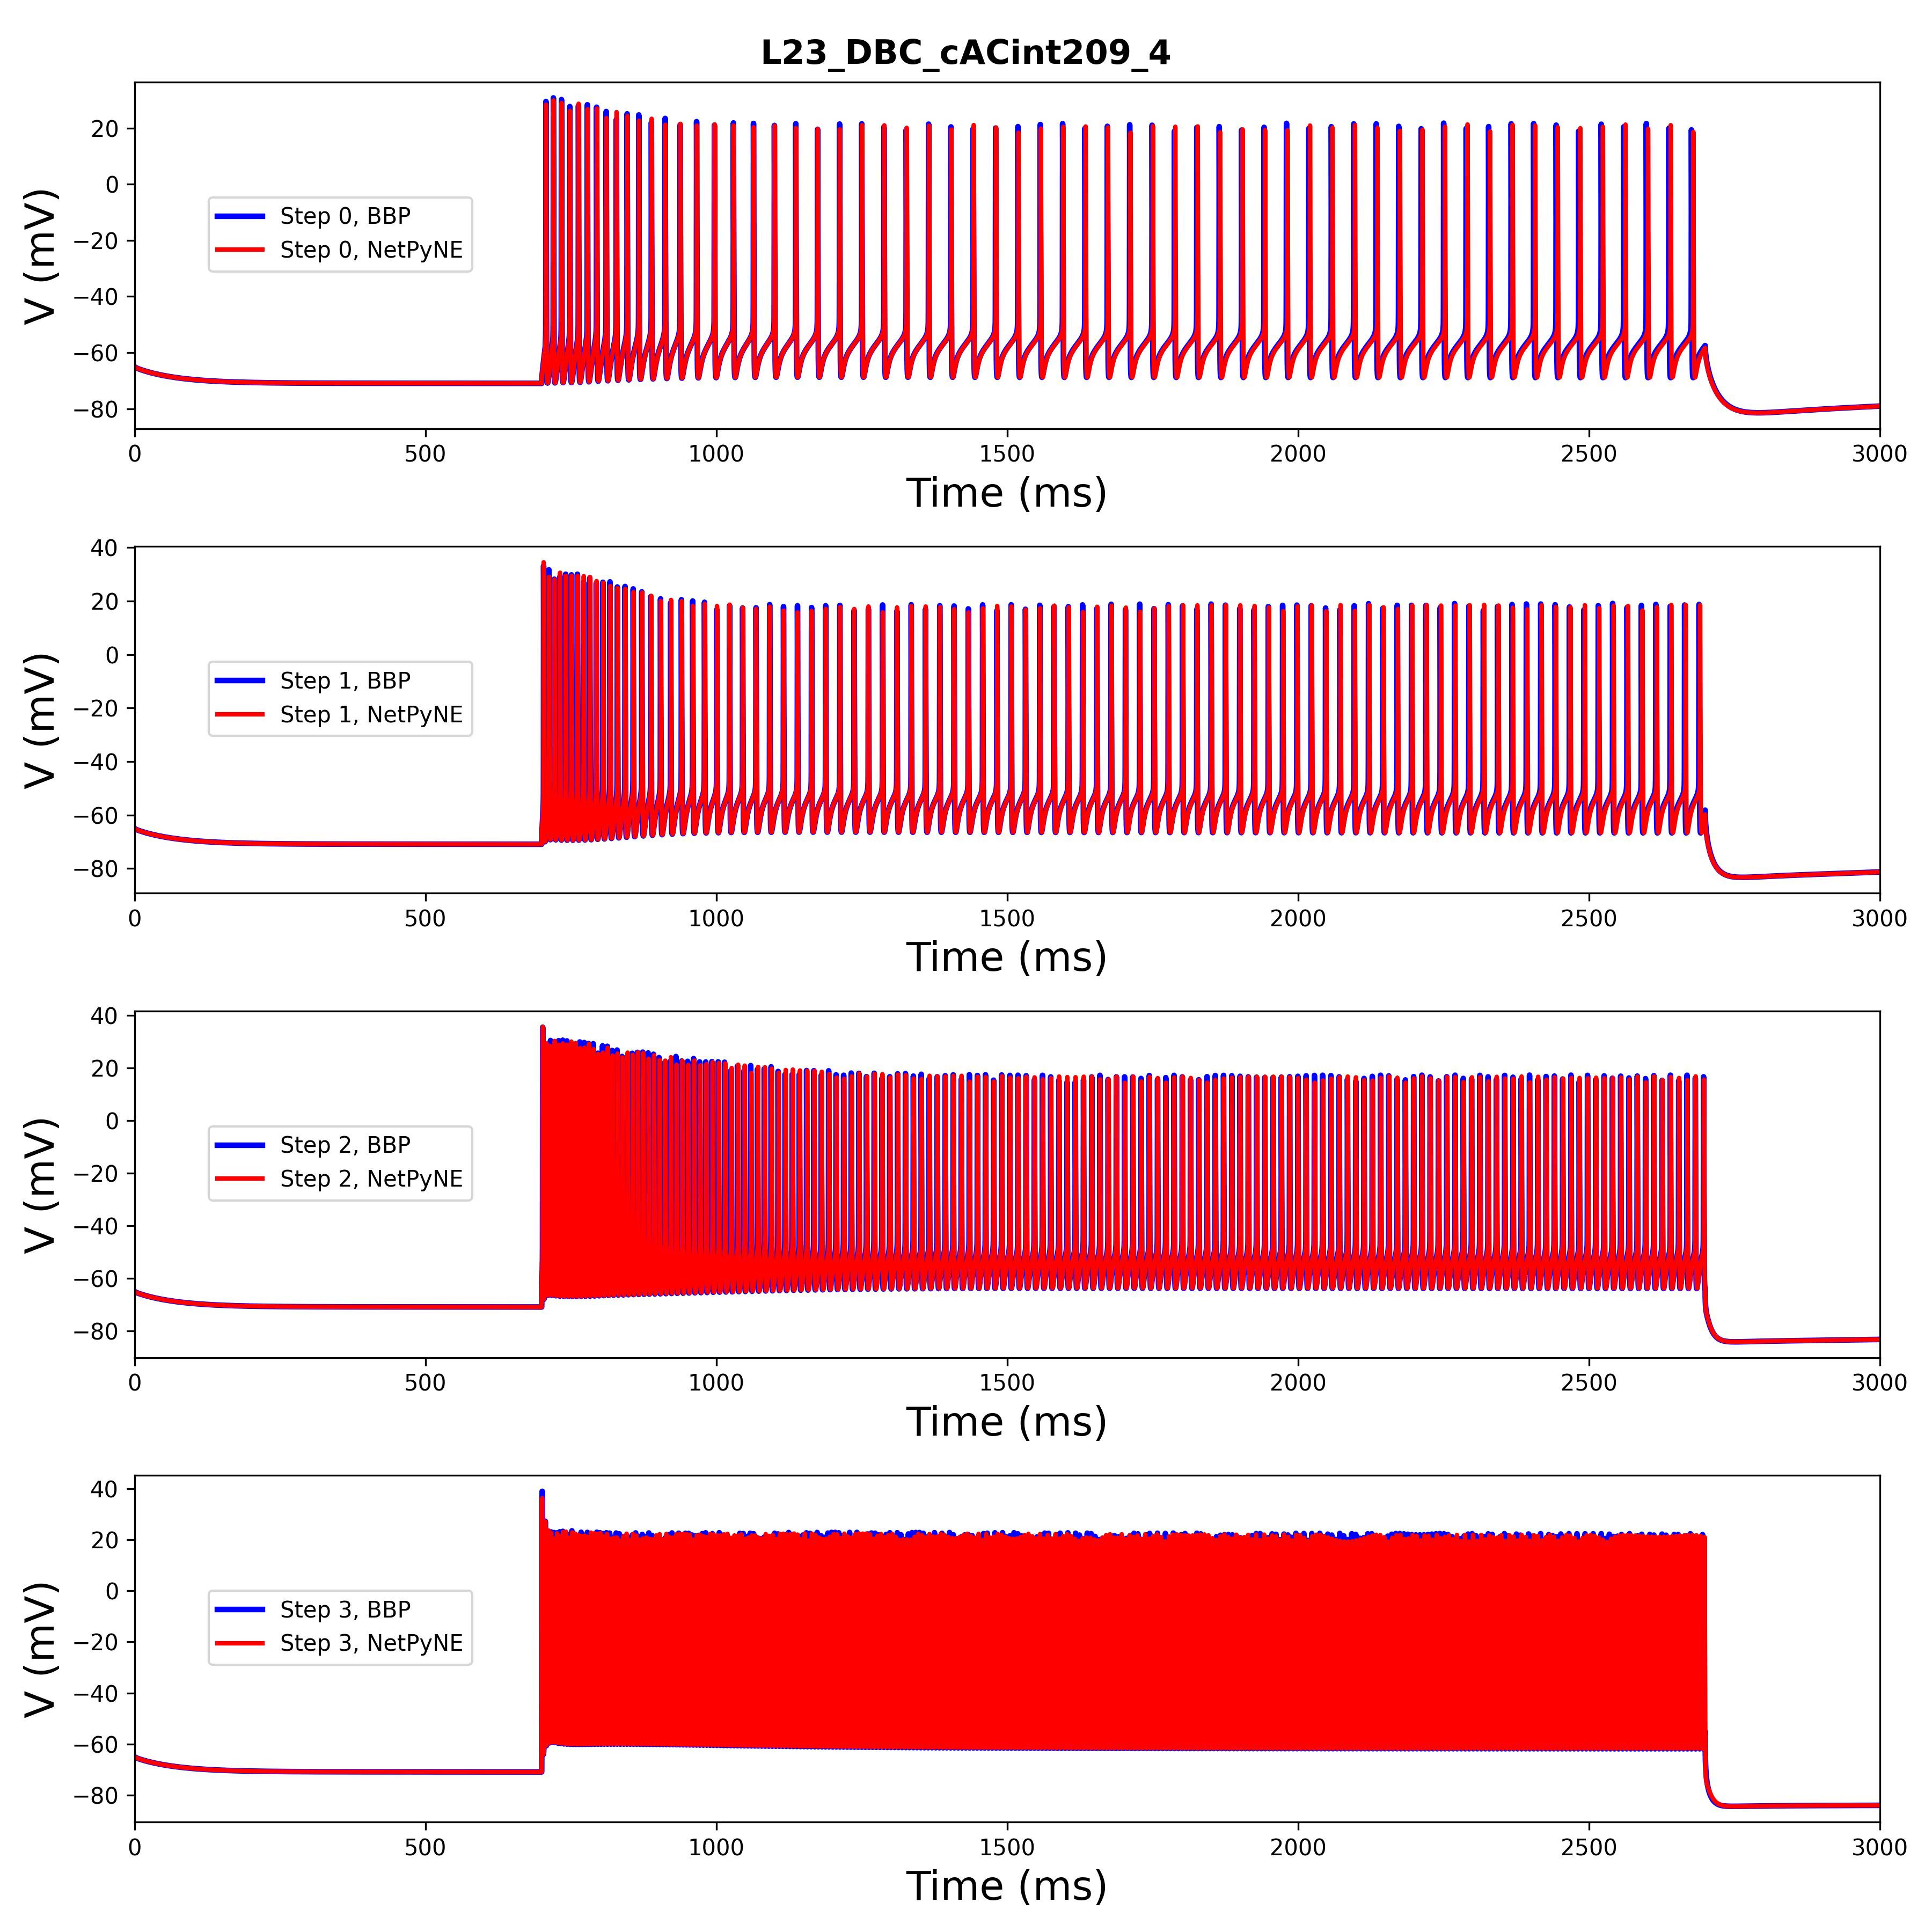 L23_DBC_cACint209_4
20
0
−20
−40
−60
−80
V (mV)
Step 0, BBP
Step 0, NetPyNE
0 500 1000 1500 2000 2500 3000
Time (ms)
40
20
0
−20
−40
−60
−80
V (mV)
Step 1, BBP
Step 1, NetPyNE
0 500 1000 1500 2000 2500 3000
Time (ms)
40
20
0
−20
−40
−60
−80
V (mV)
Step 2, BBP
Step 2, NetPyNE
0 500 1000 1500 2000 2500 3000
Time (ms)
40
20
0
−20
−40
−60
−80
V (mV)
Step 3, BBP
Step 3, NetPyNE
0 500 1000 1500 2000 2500 3000
Time (ms)